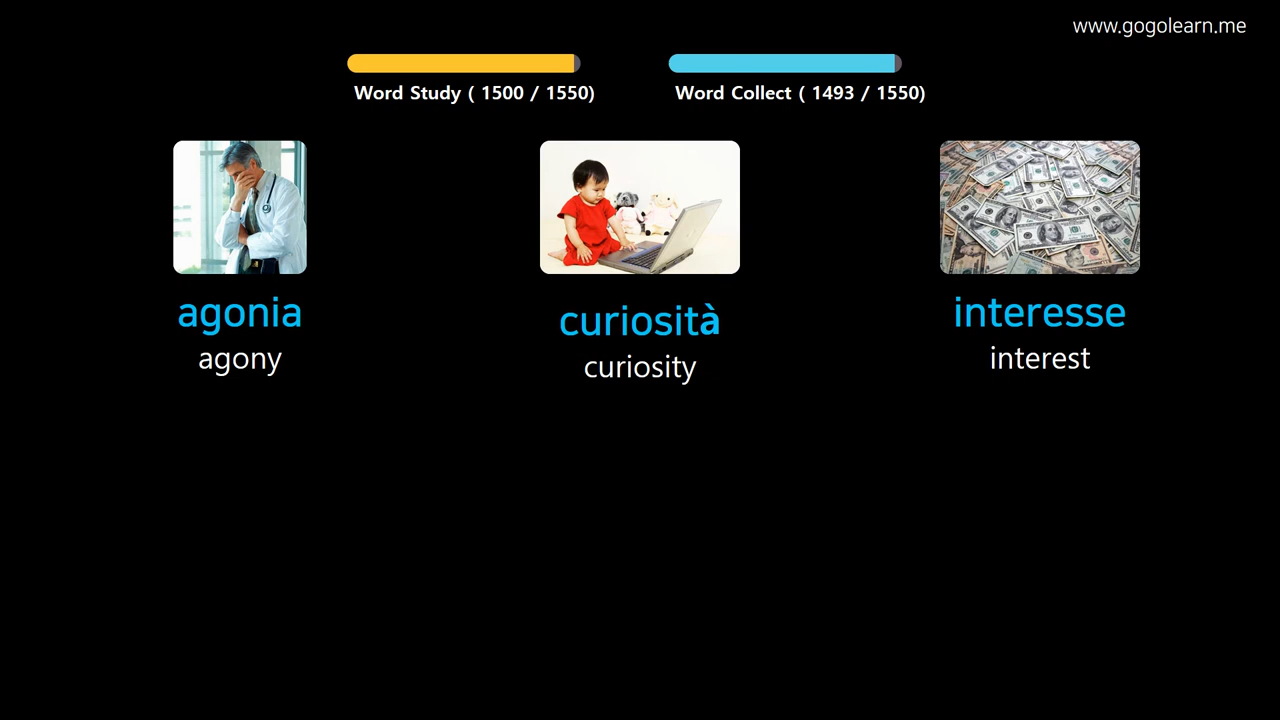 www.gogolearn.me
Word Study ( 1500 / 1550)
Word Collect ( 1493 / 1550)
agonia
agony
curiosità
curiosity
interesse
interest